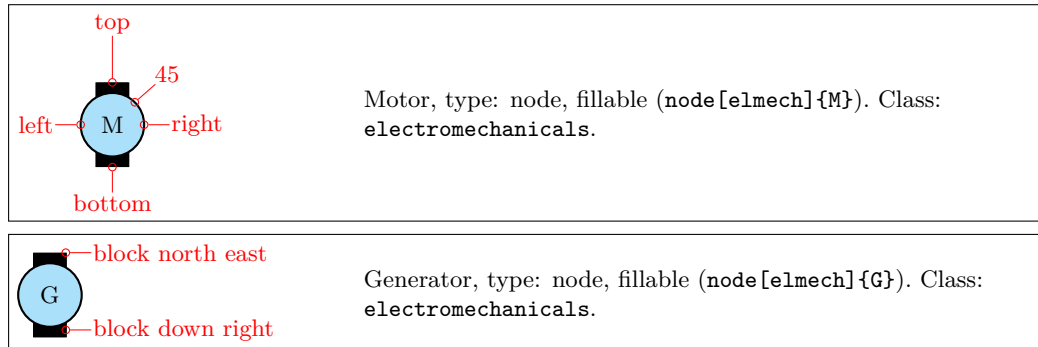 top
45
left
M
right
bottom
Motor, type: node, fillable (node[elmech]{M}). Class:
electromechanicals.
block north east
G
block down right
Generator, type: node, fillable (node[elmech]{G}). Class:
electromechanicals.